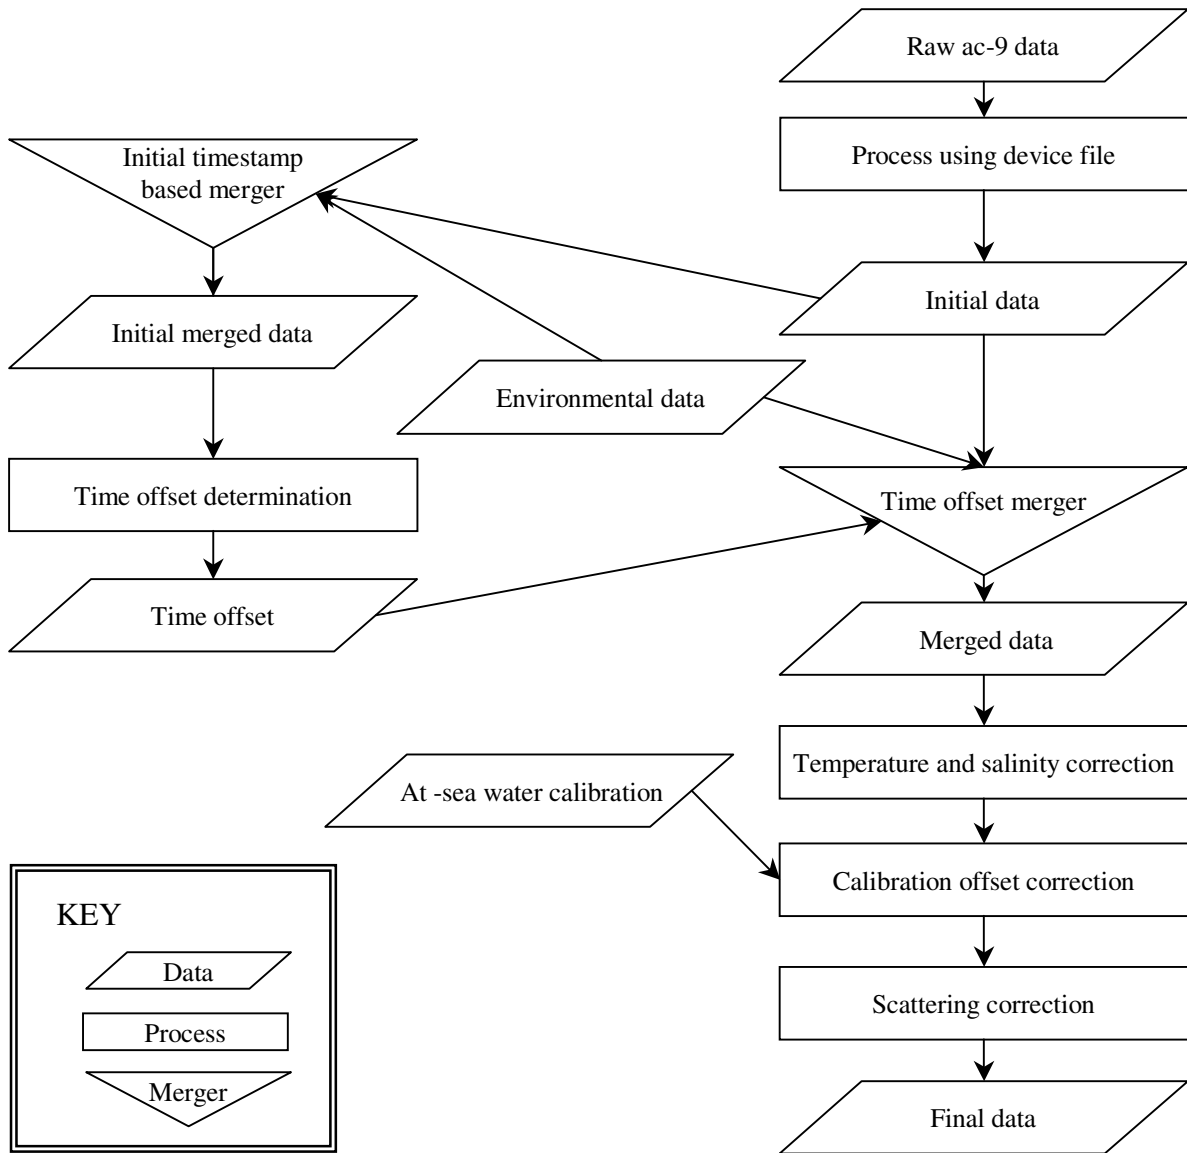 Raw ac-9 data
Process using device file
Initial timestamp
based merger
Initial data
Initial merged data
Environmental data
Time offset determination
Time offset merger
Time offset
Merged data
Temperature and salinity correction
At -sea water calibration
Calibration offset correction
Scattering correction
Final data
KEY
Data
Process
Merger